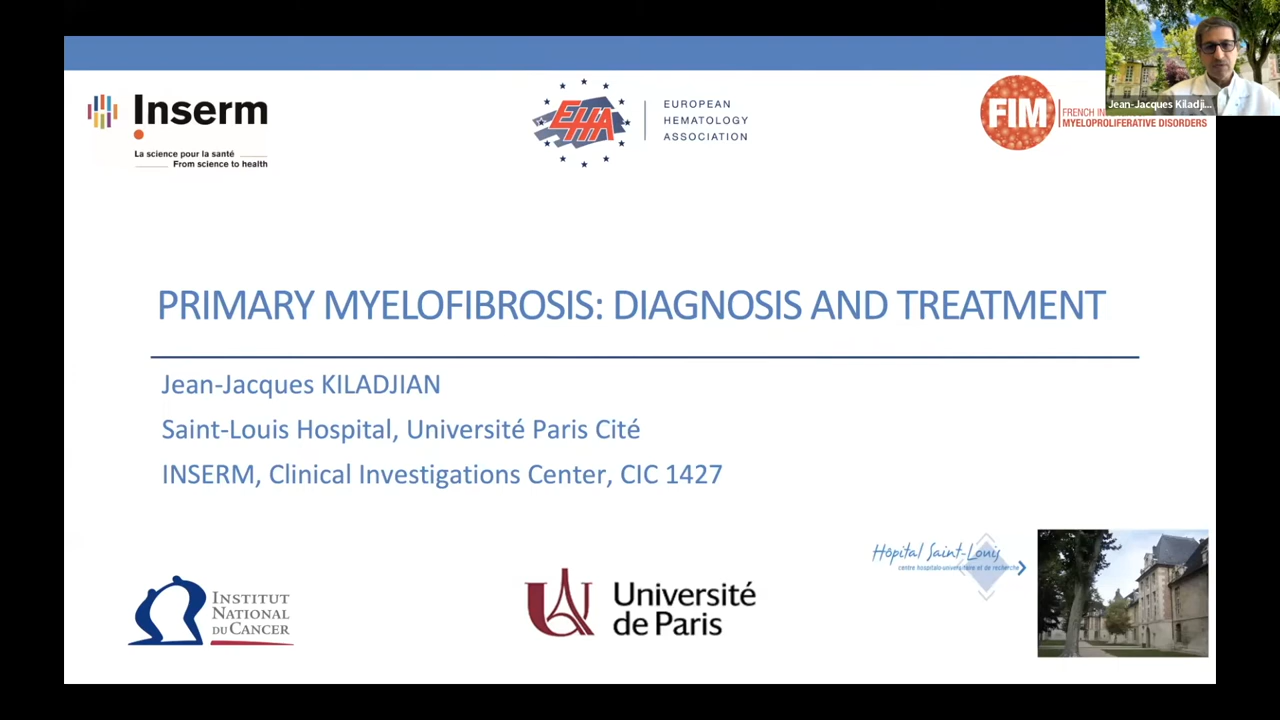 Inserm
La science pour la santé
From science to health
EHA
EUROPEAN
HEMATOLOGY
ASSOCIATION
FIM
FRENCH IN
MYELOPROLIFERATIVE DISORDERS
Jean-Jacques Kiladji...
PRIMARY MYELOFIBROSIS: DIAGNOSIS AND TREATMENT
Jean-Jacques KILADJIAN
Saint-Louis Hospital, Université Paris Cité
INSERM, Clinical Investigations Center, CIC 1427
INSTITUT
NATIONAL
DU CANCER
Université
de Paris
Hôpital Saint-Louis
centre hospitalo-universitaire et de recherche